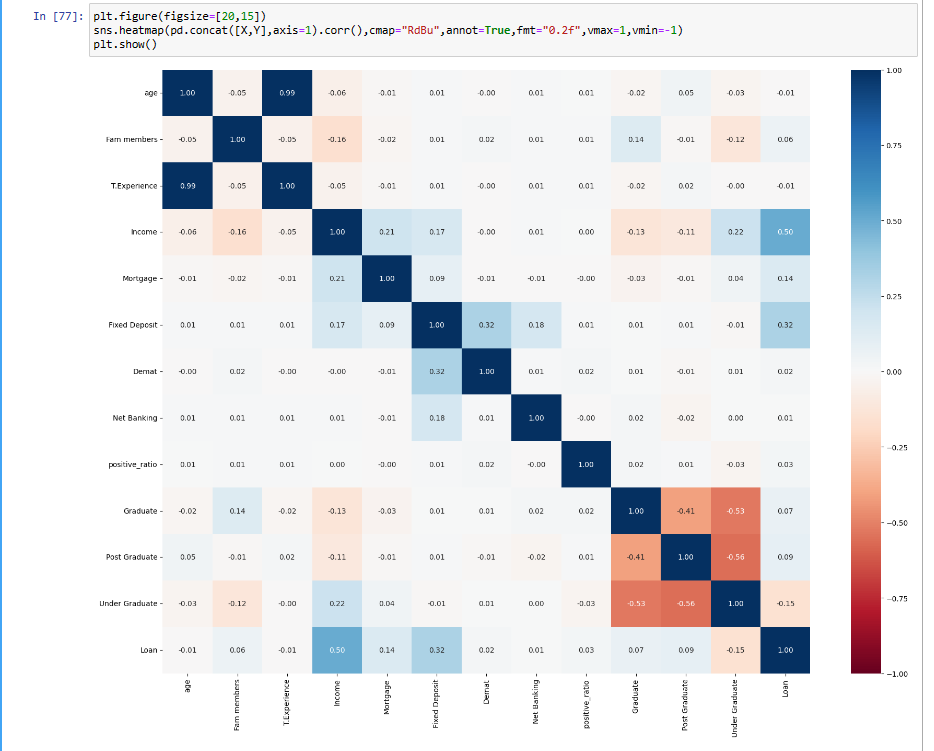 In [77]: plt.figure(figsize=[20,15])
sns.heatmap(pd.concat([X,Y],axis=1).corr(),cmap="RdBu",annot=True,fmt="0.2f",vmax=1,vmin=-1)
plt.show()
age 1.00 -0.05 0.99 -0.06 -0.01 0.01 -0.00 0.01 0.01 -0.02 0.05 -0.03 -0.01
Fam members -0.05 1.00 -0.05 -0.16 -0.02 0.01 0.02 0.01 0.01 0.14 -0.01 -0.12 0.06
T.Experience 0.99 -0.05 1.00 -0.05 -0.01 0.01 -0.00 0.01 0.01 -0.02 0.02 -0.00 -0.01
Income -0.06 -0.16 -0.05 1.00 0.21 0.17 -0.00 0.01 0.00 -0.13 -0.11 0.22 0.50
Mortgage -0.01 -0.02 -0.01 0.21 1.00 0.09 -0.01 -0.01 -0.00 -0.03 -0.01 0.04 0.14
Fixed Deposit 0.01 0.01 0.01 0.17 0.09 1.00 0.32 0.18 0.01 0.01 0.01 -0.01 0.32
Demat -0.00 0.02 -0.00 -0.00 -0.01 0.32 1.00 0.01 0.02 0.01 -0.01 0.01 0.02
Net Banking 0.01 0.01 0.01 0.01 -0.01 0.18 0.01 1.00 -0.00 0.02 -0.02 0.00 0.01
positive_ratio 0.01 0.01 0.01 0.00 -0.00 0.01 0.02 -0.00 1.00 0.02 0.01 -0.03 0.03
Graduate -0.02 0.14 -0.02 -0.13 -0.03 0.01 0.01 0.02 0.02 1.00 -0.41 -0.53 0.07
Post Graduate 0.05 -0.01 0.02 -0.11 -0.01 0.01 -0.01 -0.02 0.01 -0.41 1.00 -0.56 0.09
Under Graduate -0.03 -0.12 -0.00 0.22 0.04 -0.01 0.01 0.00 -0.03 -0.53 -0.56 1.00 -0.15
Loan -0.01 0.06 -0.01 0.50 0.14 0.32 0.02 0.01 0.03 0.07 0.09 -0.15 1.00
age
Fam members
T.Experience
Income
Mortgage
Fixed Deposit
Demat
Net Banking
positive_ratio
Graduate
Post Graduate
Under Graduate
Loan
1.00
0.75
0.50
0.25
0.00
-0.25
-0.50
-0.75
-1.00